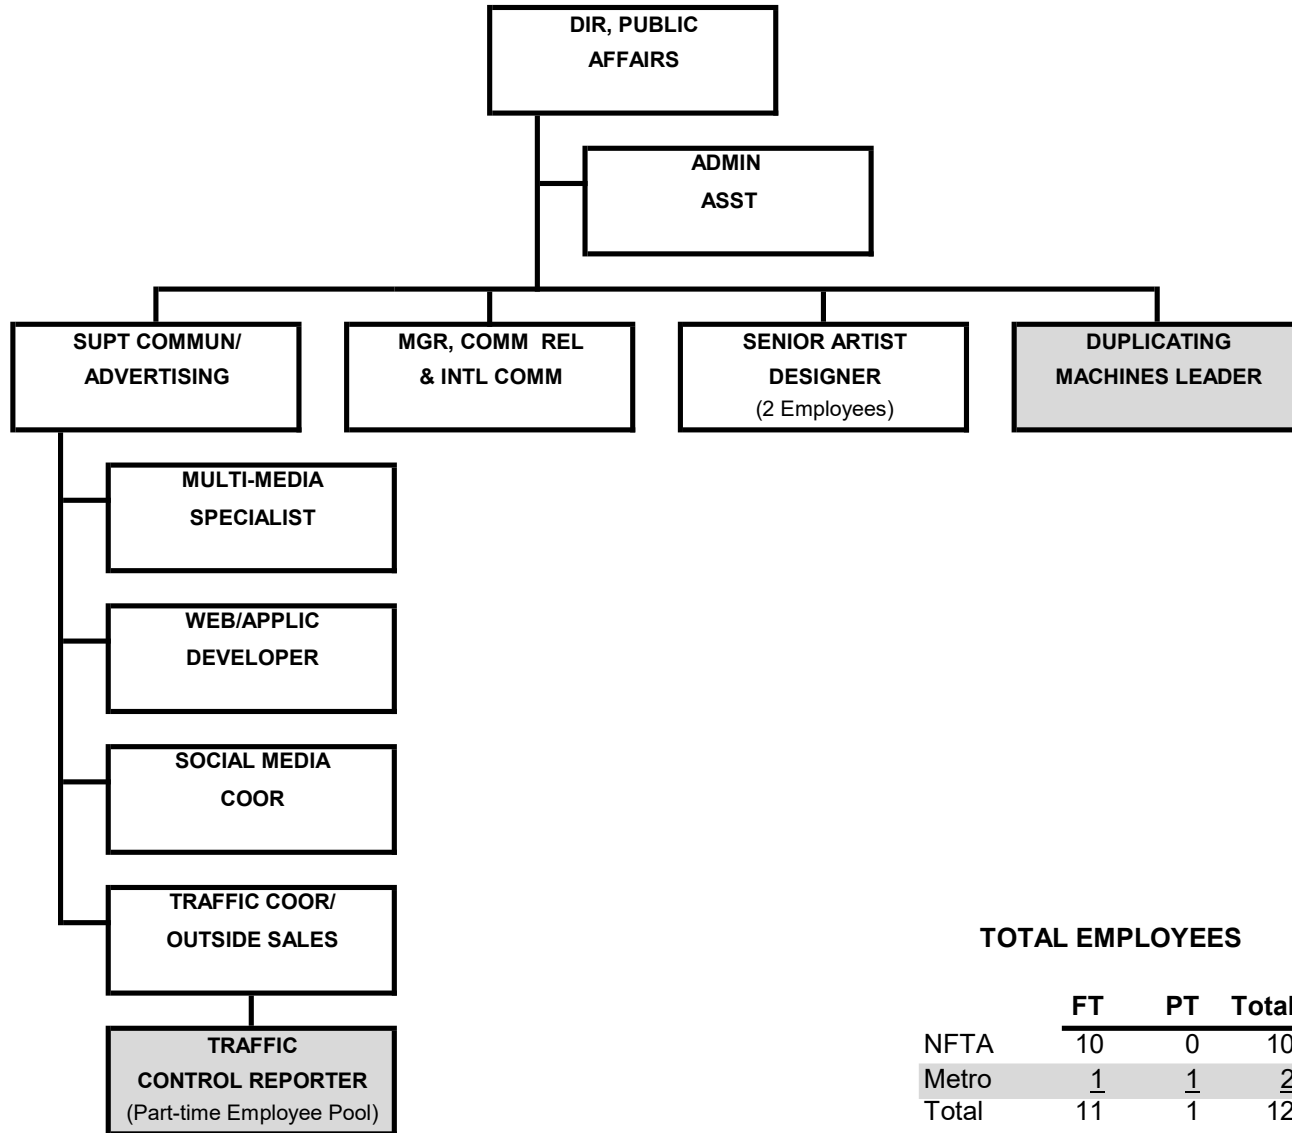 DIR, PUBLIC
AFFAIRS
ADMIN
ASST
SUPT COMMUN/
ADVERTISING
MGR, COMM REL
& INTL COMM
SENIOR ARTIST
DESIGNER
(2 Employees)
DUPLICATING
MACHINES LEADER
MULTI-MEDIA
SPECIALIST
WEB/APPLIC
DEVELOPER
SOCIAL MEDIA
COOR
TRAFFIC COOR/
OUTSIDE SALES
TRAFFIC
CONTROL REPORTER
(Part-time Employee Pool)
TOTAL EMPLOYEES
FT PT Total
NFTA 10 0 10
Metro 1 1 2
Total 11 1 12